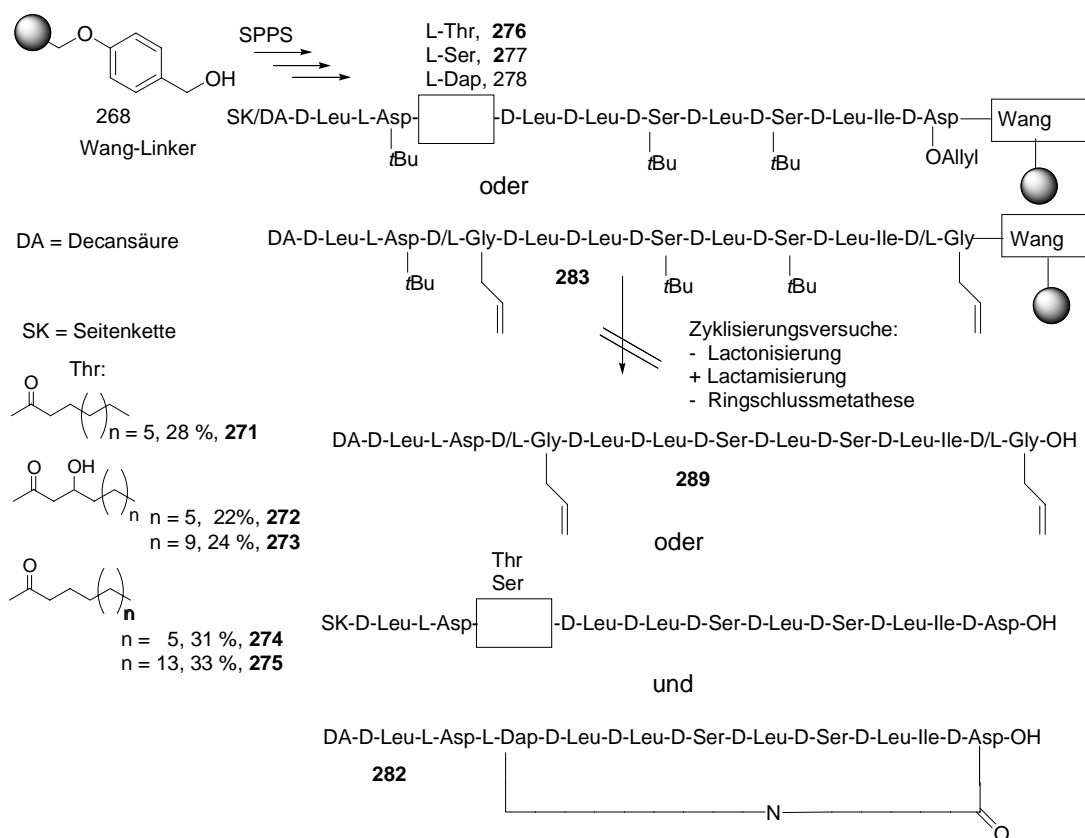 O
OH
268
Wang-Linker
SPPS
L-Thr, 276
L-Ser, 277
L-Dap, 278
SK/DA-D-Leu-L-Asp- -D-Leu-D-Leu-D-Ser-D-Leu-D-Ser-D-Leu-Ile-D-Asp Wang
tBu tBu tBu OAllyl
oder
DA = Decansäure
DA-D-Leu-L-Asp-D/L-Gly-D-Leu-D-Leu-D-Ser-D-Leu-D-Ser-D-Leu-Ile-D/L-Gly Wang
tBu 283 tBu tBu
SK = Seitenkette
Zyklisierungsversuche:
- Lactonisierung
+ Lactamisierung
- Ringschlussmetathese
Thr:
O
n = 5, 28 %, 271
DA-D-Leu-L-Asp-D/L-Gly-D-Leu-D-Leu-D-Ser-D-Leu-D-Ser-D-Leu-Ile-D/L-Gly-OH
289
O OH
n
n = 5, 22%, 272
n = 9, 24 %, 273
oder
Thr
Ser
O
n
n = 5, 31 %, 274
n = 13, 33 %, 275
SK-D-Leu-L-Asp- -D-Leu-D-Leu-D-Ser-D-Leu-D-Ser-D-Leu-Ile-D-Asp-OH
und
DA-D-Leu-L-Asp-L-Dap-D-Leu-D-Leu-D-Ser-D-Leu-D-Ser-D-Leu-Ile-D-Asp-OH
282
N
O